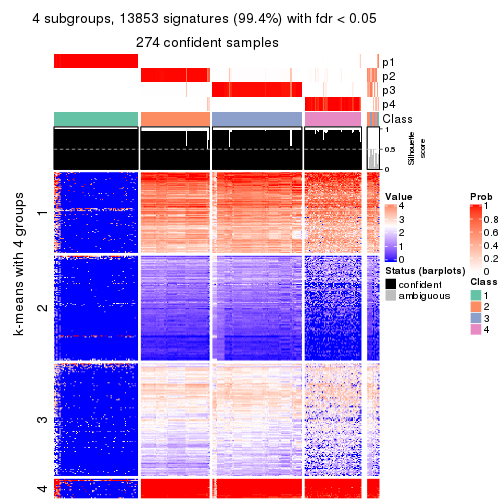 4 subgroups, 13853 signatures (99.4%) with fdr < 0.05
274 confident samples
p1
p2
p3
p4
Class
1
0.5
0
Silhouette
score
k-means with 4 groups
1
2
3
4
Value
4
3
2
1
0
Status (barplots)
confident
ambiguous
Prob
1
0.8
0.6
0.4
0.2
0
Class
1
2
3
4